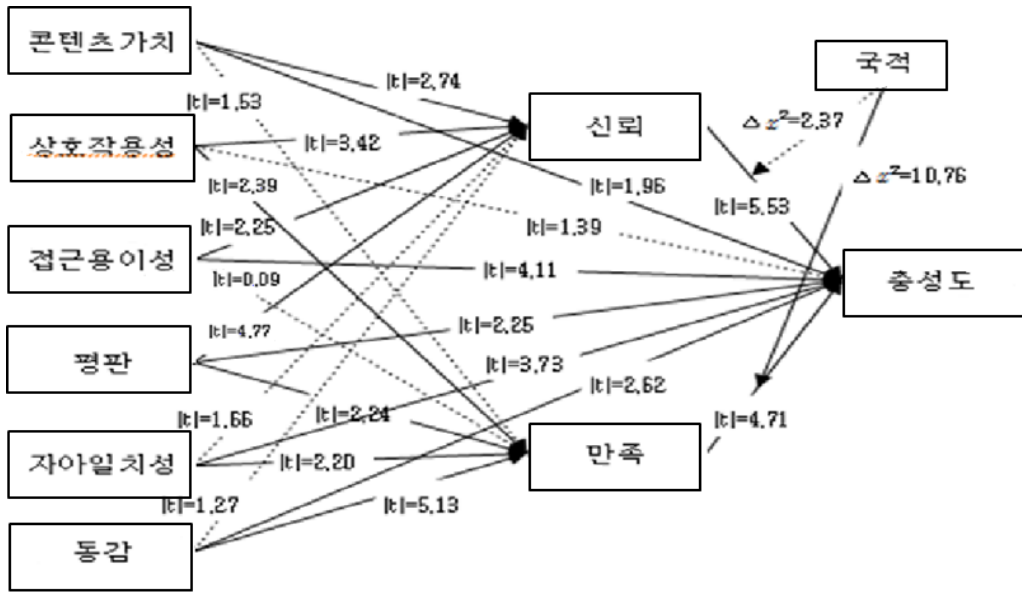 콘텐츠가치
국적
|t|=2.74
|t|=1.53
신뢰
△χ²=2.37
상호작용성
|t|=3.42
△χ²=10.76
|t|=2.39
|t|=1.96
|t|=5.53
|t|=2.25
|t|=1.39
접근용이성
|t|=4.11
충성도
|t|=0.09
|t|=4.77
|t|=2.25
평판
|t|=3.73
|t|=2.62
|t|=1.66
|t|=2.24
|t|=4.71
자아일치성
|t|=2.20
만족
|t|=1.27
|t|=5.13
동감